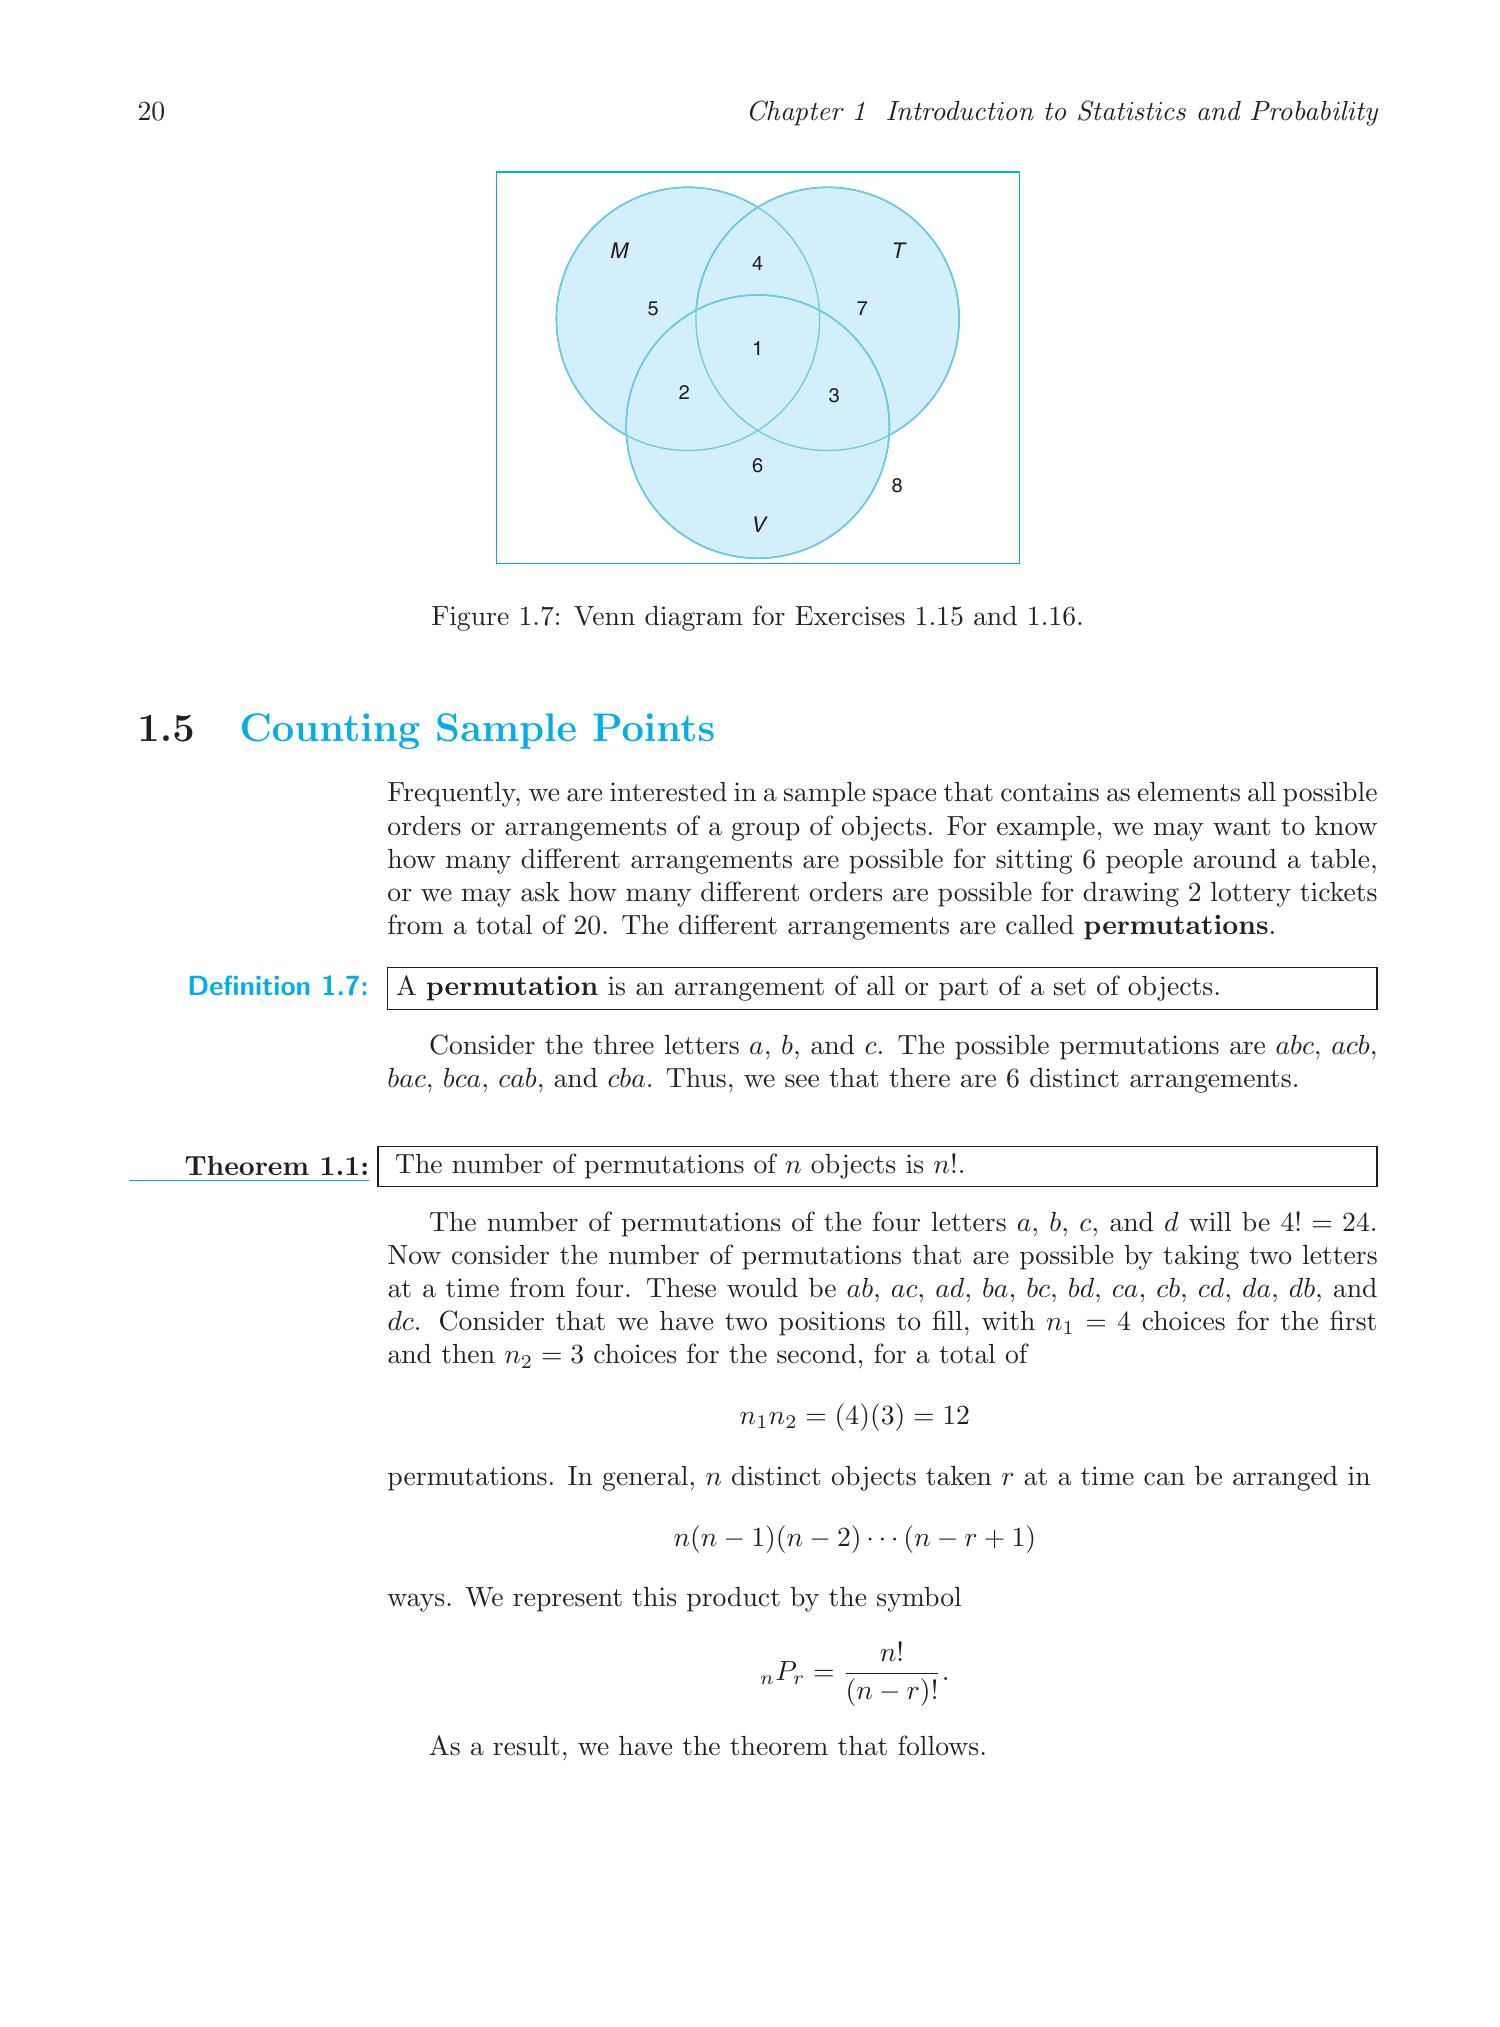 20
Chapter 1 Introduction to Statistics and Probability
M
T
4
5
7
1
2
3
6
8
V
Figure 1.7: Venn diagram for Exercises 1.15 and 1.16.
1.5 Counting Sample Points
Frequently, we are interested in a sample space that contains as elements all possible
orders or arrangements of a group of objects. For example, we may want to know
how many different arrangements are possible for sitting 6 people around a table,
or we may ask how many different orders are possible for drawing 2 lottery tickets
from a total of 20. The different arrangements are called permutations.
Definition 1.7: A permutation is an arrangement of all or part of a set of objects.
Consider the three letters a, b, and c. The possible permutations are abc, acb,
bac, bca, cab, and cba. Thus, we see that there are 6 distinct arrangements.
Theorem 1.1: The number of permutations of n objects is n!.
The number of permutations of the four letters a, b, c, and d will be 4! = 24.
Now consider the number of permutations that are possible by taking two letters
at a time from four. These would be ab, ac, ad, ba, bc, bd, ca, cb, cd, da, db, and
dc. Consider that we have two positions to fill, with n₁ = 4 choices for the first
and then n₂ = 3 choices for the second, for a total of
n₁n₂ = (4)(3) = 12
permutations. In general, n distinct objects taken r at a time can be arranged in
n(n − 1)(n − 2) · · · (n − r + 1)
ways. We represent this product by the symbol
ₙPᵣ = n! / (n − r)!.
As a result, we have the theorem that follows.